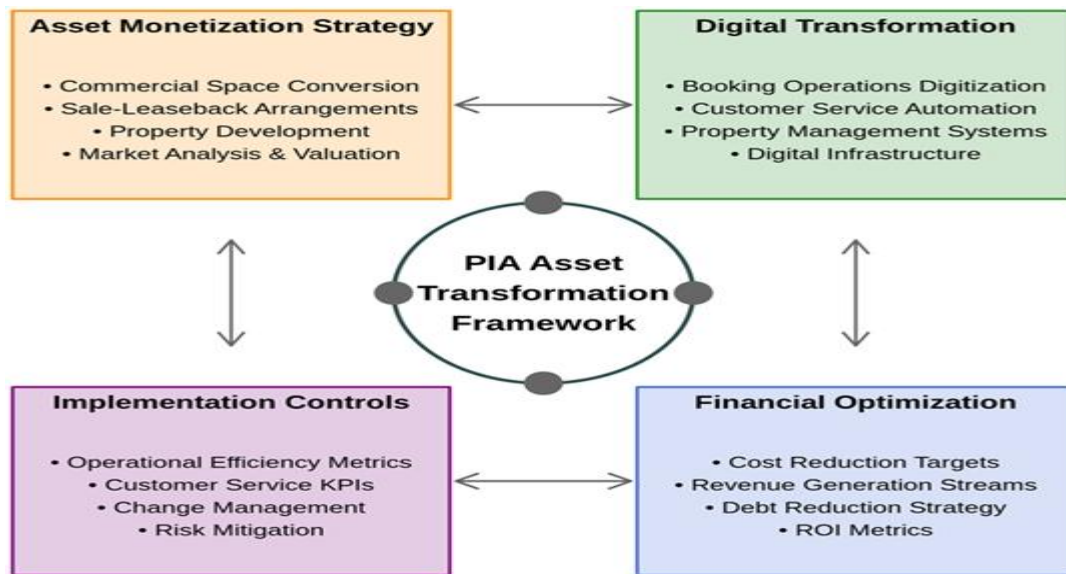 Asset Monetization Strategy
• Commercial Space Conversion
• Sale-Leaseback Arrangements
• Property Development
• Market Analysis & Valuation
Digital Transformation
• Booking Operations Digitization
• Customer Service Automation
• Property Management Systems
• Digital Infrastructure
PIA Asset
Transformation
Framework
Implementation Controls
• Operational Efficiency Metrics
• Customer Service KPIs
• Change Management
• Risk Mitigation
Financial Optimization
• Cost Reduction Targets
• Revenue Generation Streams
• Debt Reduction Strategy
• ROI Metrics